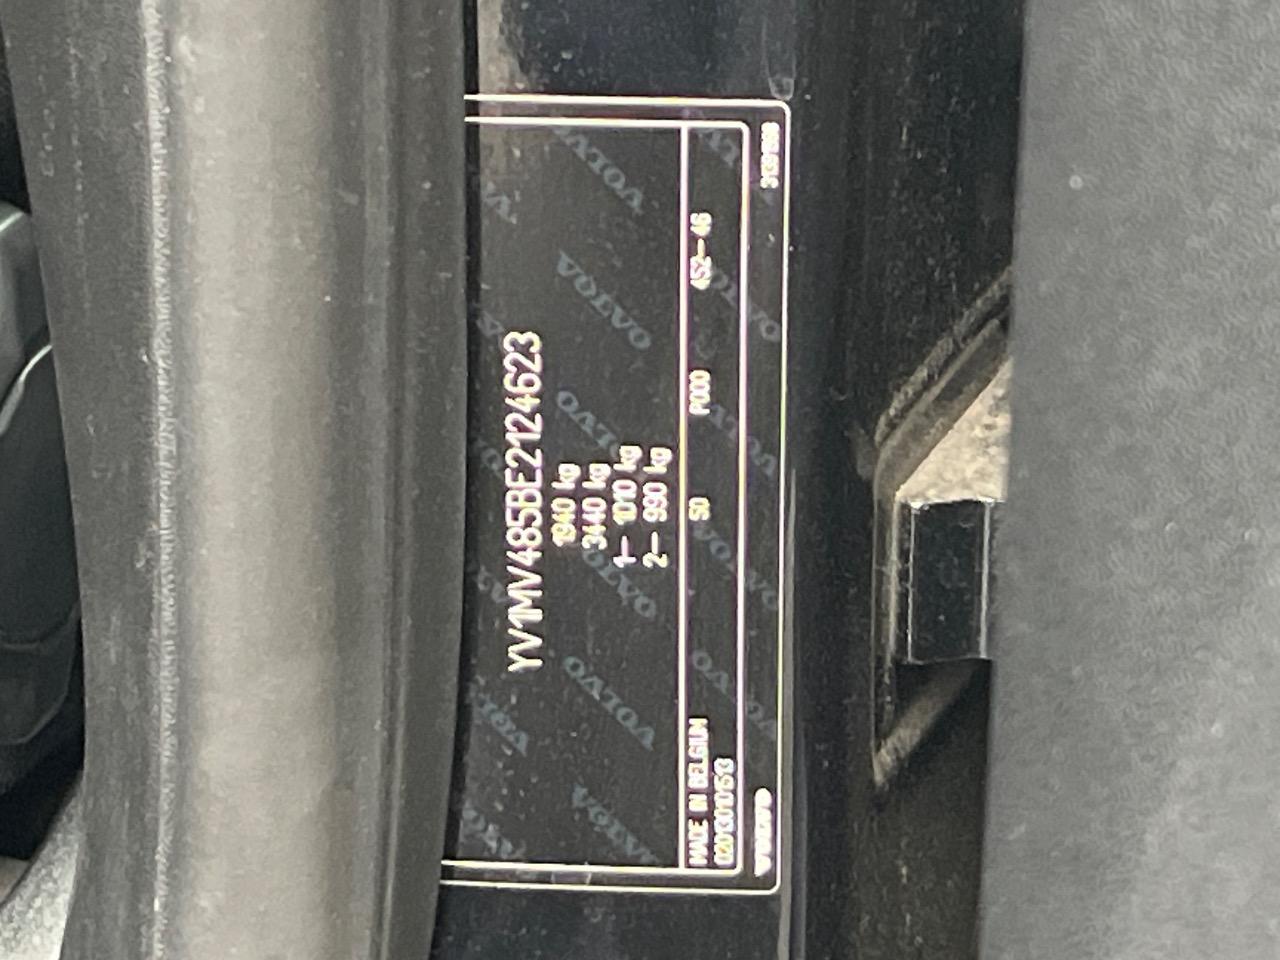 YV1MV485BE2124623
1940 kg
3440 kg
1- 1010 kg
2- 990 kg
MADE IN BELGIUM 50 P000 452-46
VOLVO